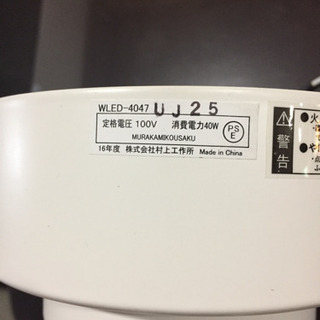 WLED-4047 UJ25
定格電圧 100V 消費電力40W
PS
E
MURAKAMIKOUSAKU
16年度 株式会社村上工作所 Made in China
警告
火